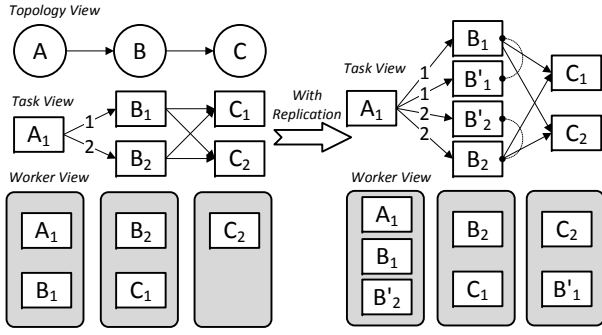 Topology View
A B C
Task View
A1
1
2
B1
B2
C1
C2
Worker View
A1
B1
B2
C1
C2
With
Replication
Task View
A1
1
1
2
2
B1
B'1
B'2
B2
C1
C2
Worker View
A1
B1
B'2
B2
C1
C2
B'1